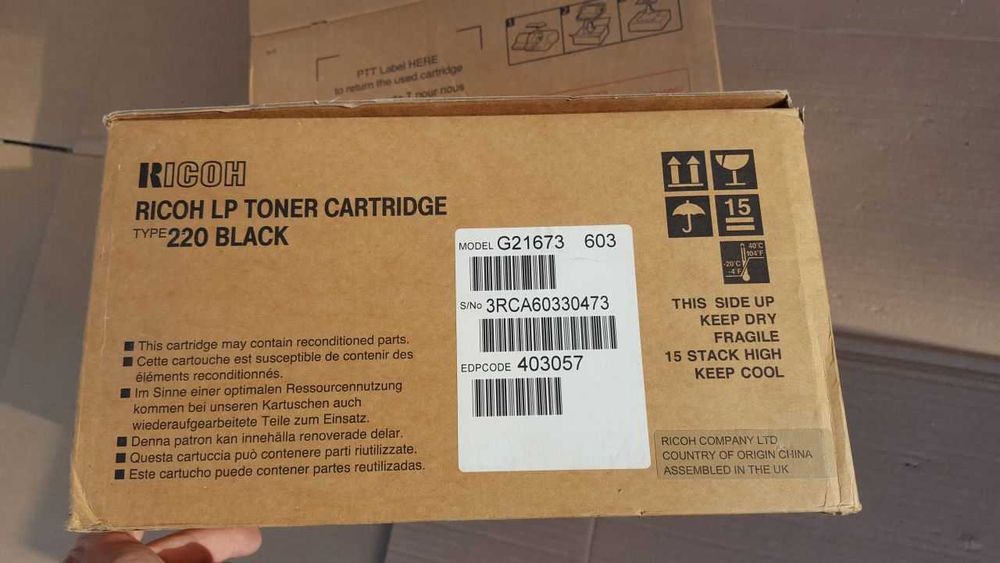 PTT Label HERE
to return the used cartridge
pour nous
RICOH
RICOH LP TONER CARTRIDGE
TYPE 220 BLACK
MODEL G21673 603
S/No 3RCA60330473
EDPCODE 403057
15
40°C
104°F
-20°C
-4°F
THIS SIDE UP
KEEP DRY
FRAGILE
15 STACK HIGH
KEEP COOL
■ This cartridge may contain reconditioned parts.
■ Cette cartouche est susceptible de contenir des
éléments reconditionnés.
■ Im Sinne einer optimalen Ressourcennutzung
kommen bei unseren Kartuschen auch
wiederaufgearbeitete Teile zum Einsatz.
■ Denna patron kan innehålla renoverade delar.
■ Questa cartuccia può contenere parti riutilizzate.
■ Este cartucho puede contener partes reutilizadas.
RICOH COMPANY LTD
COUNTRY OF ORIGIN CHINA
ASSEMBLED IN THE UK